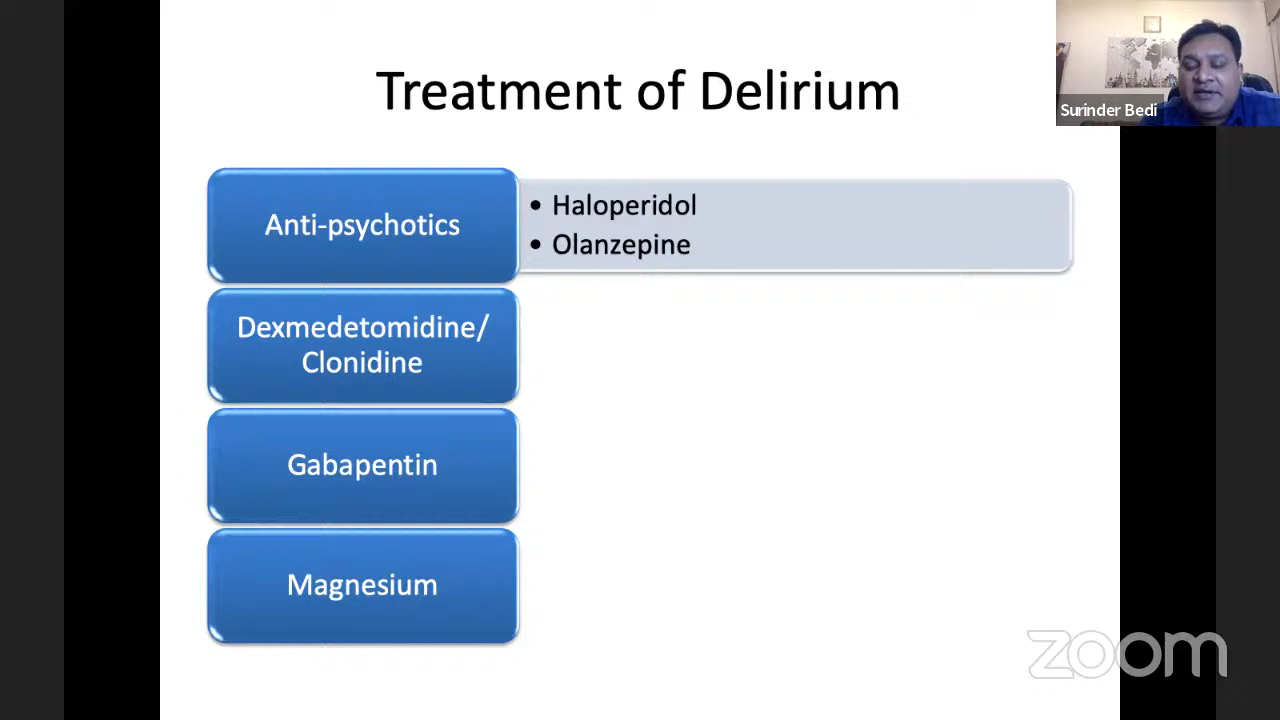 Treatment of Delirium
Surinder Bedi
Anti-psychotics
• Haloperidol
• Olanzepine
Dexmedetomidine/
Clonidine
Gabapentin
Magnesium
zoom